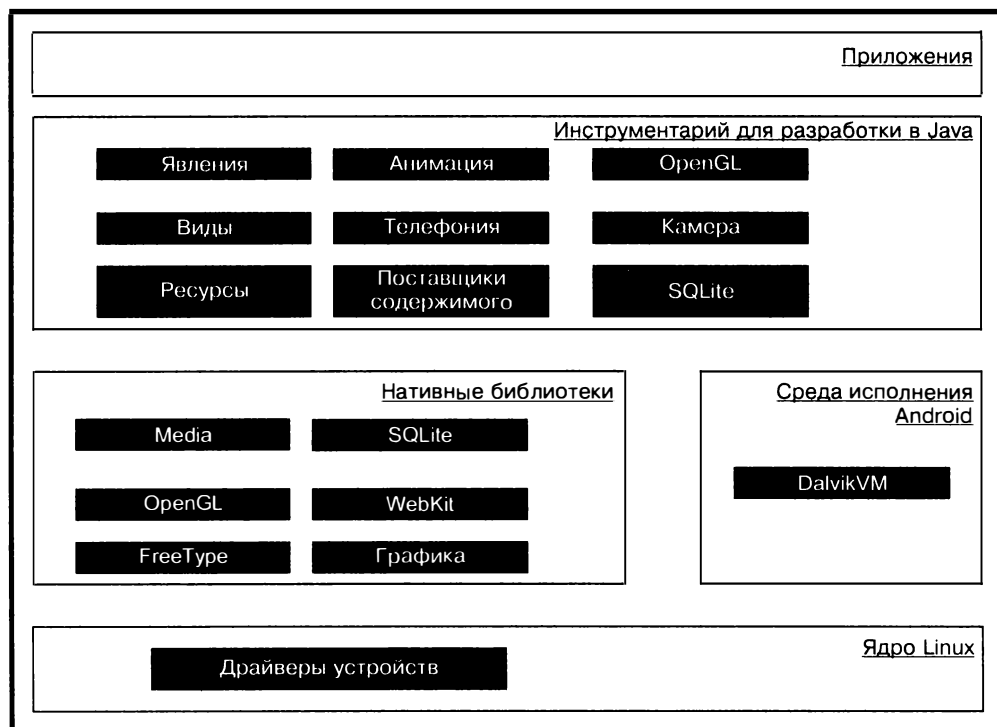 Приложения
Инструментарий для разработки в Java
Явления
Анимация
OpenGL
Виды
Телефония
Камера
Ресурсы
Поставщики
содержимого
SQLite
Нативные библиотеки
Media
SQLite
OpenGL
WebKit
FreeType
Графика
Среда исполнения
Android
DalvikVM
Ядро Linux
Драйверы устройств